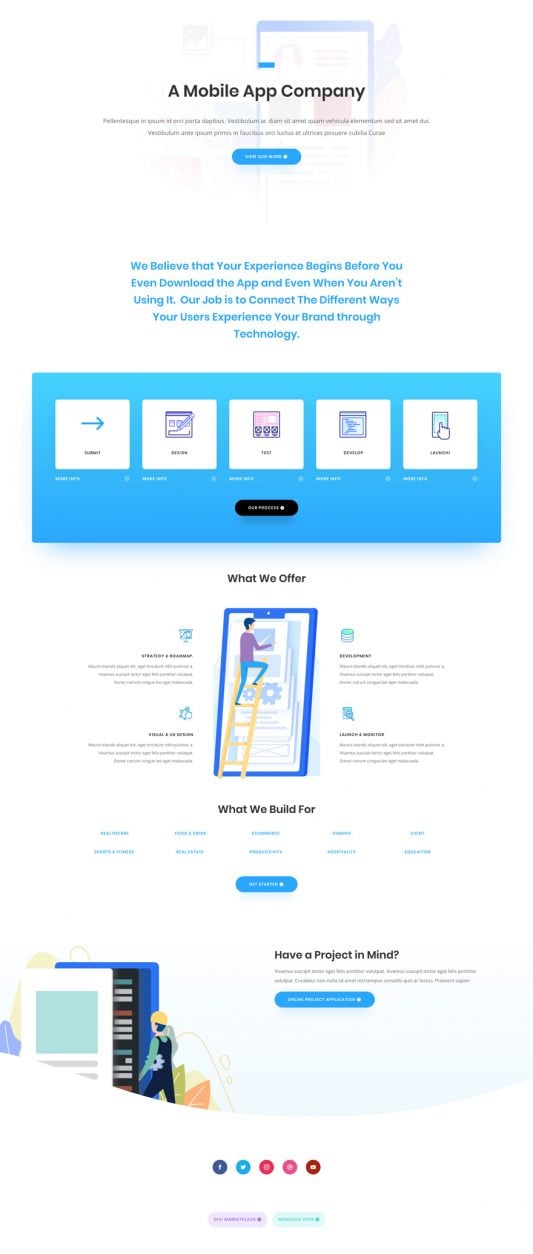 A Mobile App Company
Pellentesque in ipsum id orci porta dapibus. Vestibulum ac diam sit amet quam vehicula elementum sed sit amet dui.
Vestibulum ante ipsum primis in faucibus orci luctus et ultrices posuere cubilia Curae
VIEW OUR WORK
We Believe that Your Experience Begins Before You
Even Download the App and Even When You Aren't
Using It. Our Job is to Connect The Different Ways
Your Users Experience Your Brand through
Technology.
SUBMIT
DESIGN
TEST
DEVELOP
LAUNCH!
MORE INFO
MORE INFO
MORE INFO
MORE INFO
MORE INFO
OUR PROCESS
What We Offer
STRATEGY & ROADMAP.
Mauris blandit aliquet elit, eget tincidunt nibh pulvinar a.
Vivamus suscipit tortor eget felis porttitor volutpat.
Donec rutrum congue leo eget malesuada.
DEVELOPMENT
Mauris blandit aliquet elit, eget tincidunt nibh pulvinar a.
Vivamus suscipit tortor eget felis porttitor volutpat.
Donec rutrum congue leo eget malesuada.
VISUAL & UX DESIGN
Mauris blandit aliquet elit, eget tincidunt nibh pulvinar a.
Vivamus suscipit tortor eget felis porttitor volutpat.
Donec rutrum congue leo eget malesuada.
LAUNCH & MONITOR
Mauris blandit aliquet elit, eget tincidunt nibh pulvinar a.
Vivamus suscipit tortor eget felis porttitor volutpat.
Donec rutrum congue leo eget malesuada.
What We Build For
HEALTHCARE FOOD & DRINK ECOMMERCE GAMING EVENT
SPORTS & FITNESS REAL ESTATE PRODUCTIVITY HOSPITALITY EDUCATION
GET STARTED
Have a Project in Mind?
Vivamus suscipit tortor eget felis porttitor volutpat. Vivamus suscipit tortor eget felis porttitor
volutpat. Curabitur non nulla sit amet nisl tempus convallis quis ac lectus. Praesent sapien
ONLINE PROJECT APPLICATION
DIVI MARKETPLACE
MONARCH APPS